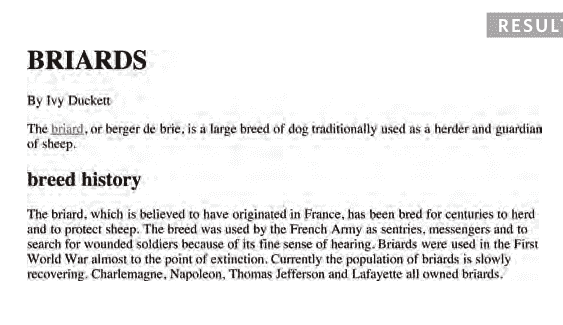 RESULT
BRIARDS
By Ivy Duckett
The briard, or berger de brie, is a large breed of dog traditionally used as a herder and guardian
of sheep.
breed history
The briard, which is believed to have originated in France, has been bred for centuries to herd
and to protect sheep. The breed was used by the French Army as sentries, messengers and to
search for wounded soldiers because of its fine sense of hearing. Briards were used in the First
World War almost to the point of extinction. Currently the population of briards is slowly
recovering. Charlemagne, Napoleon, Thomas Jefferson and Lafayette all owned briards.